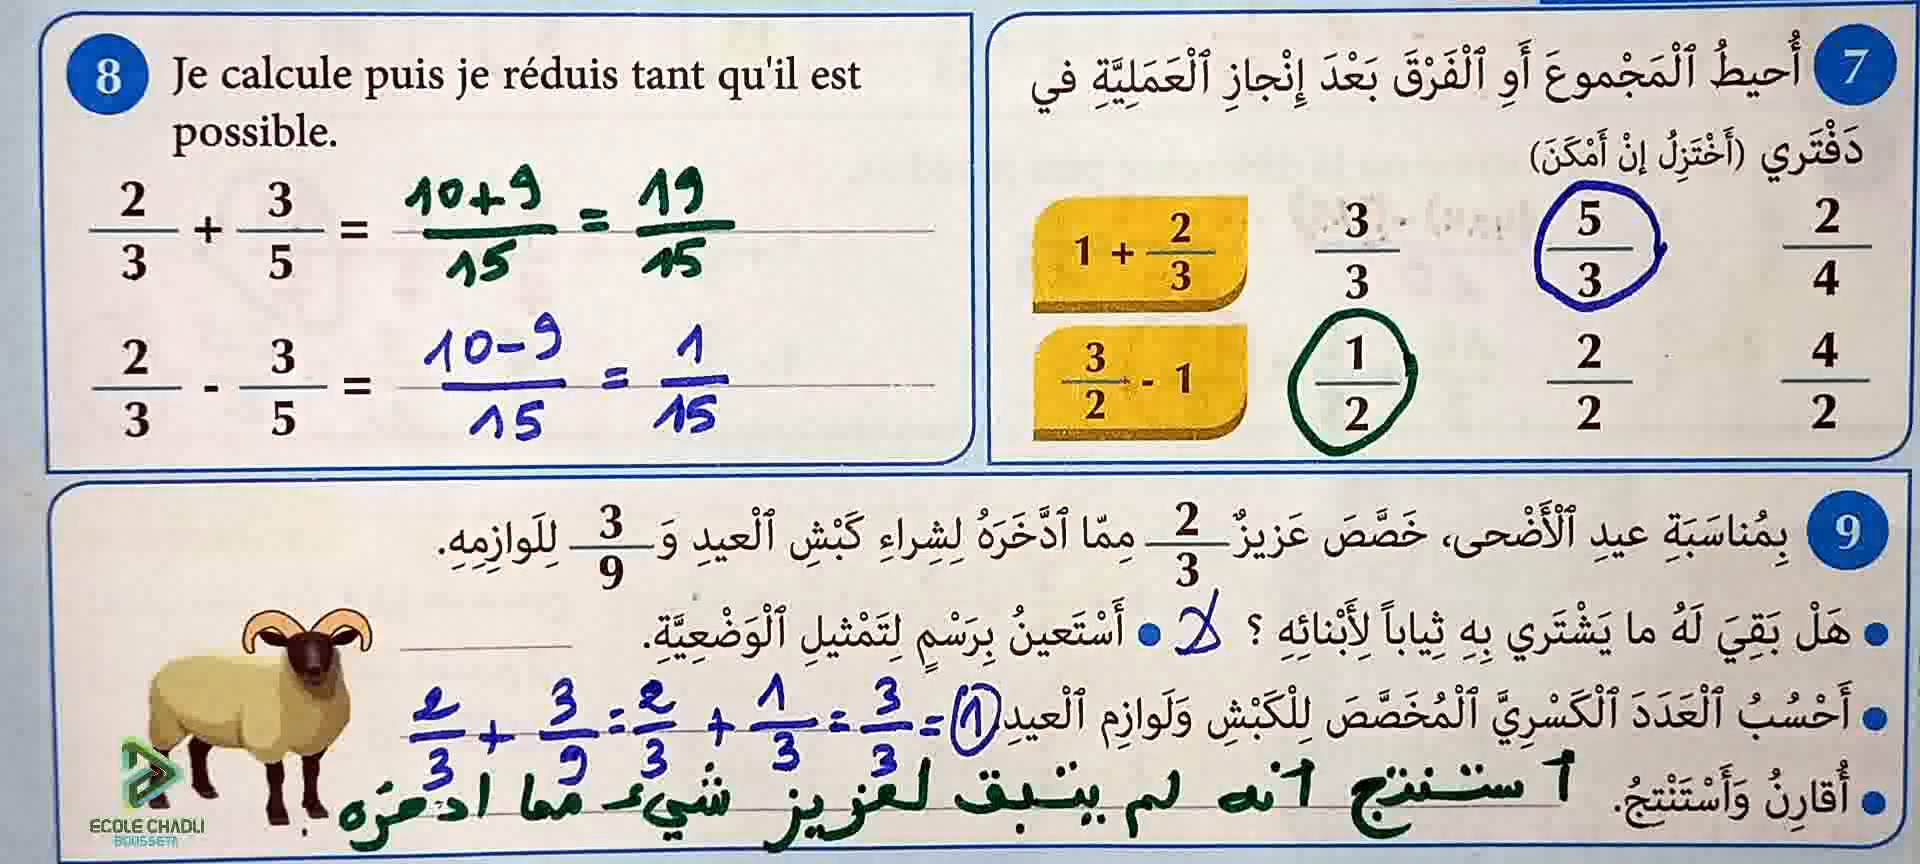 8 Je calcule puis je réduis tant qu'il est
possible.
2/3 + 3/5 = 10+9/15 = 19/15
2/3 - 3/5 = 10-9/15 = 1/15
7 أُحيطُ ٱلْمَجْموعَ أَوِ ٱلْفَرْقَ بَعْدَ إِنْجازِ ٱلْعَمَلِيَّةِ في
دَفْتَري (أَخْتَزِلُ إِنْ أَمْكَنَ)
1 + 2/3 3/3 5/3 2/4
3/2 - 1 1/2 2/2 4/2
9 بِمُناسَبَةِ عيدِ ٱلْأَضْحى، خَصَّصَ عَزيزٌ 2/3 مِمّا ٱدَّخَرَهُ لِشِراءِ كَبْشِ ٱلْعيدِ وَ 3/9 لِلَوازِمِهِ.
• هَلْ بَقِيَ لَهُ ما يَشْتَري بِهِ ثِياباً لِأَبْنائِهِ ؟ لا • أَسْتَعينُ بِرَسْمٍ لِتَمْثيلِ ٱلْوَضْعِيَّةِ.
• أَحْسُبُ ٱلْعَدَدَ ٱلْكَسْرِيَّ ٱلْمُخَصَّصَ لِلْكَبْشِ وَلَوازِمِ ٱلْعيدِ.
2/3 + 3/9 = 2/3 + 1/3 = 3/3 = 1
• أُقارِنُ وَأَسْتَنْتِجُ.
أستنتج أنه لم يتبق لعزيز شيء مما ادخره.
ECOLE CHADLI
BOUSSETA